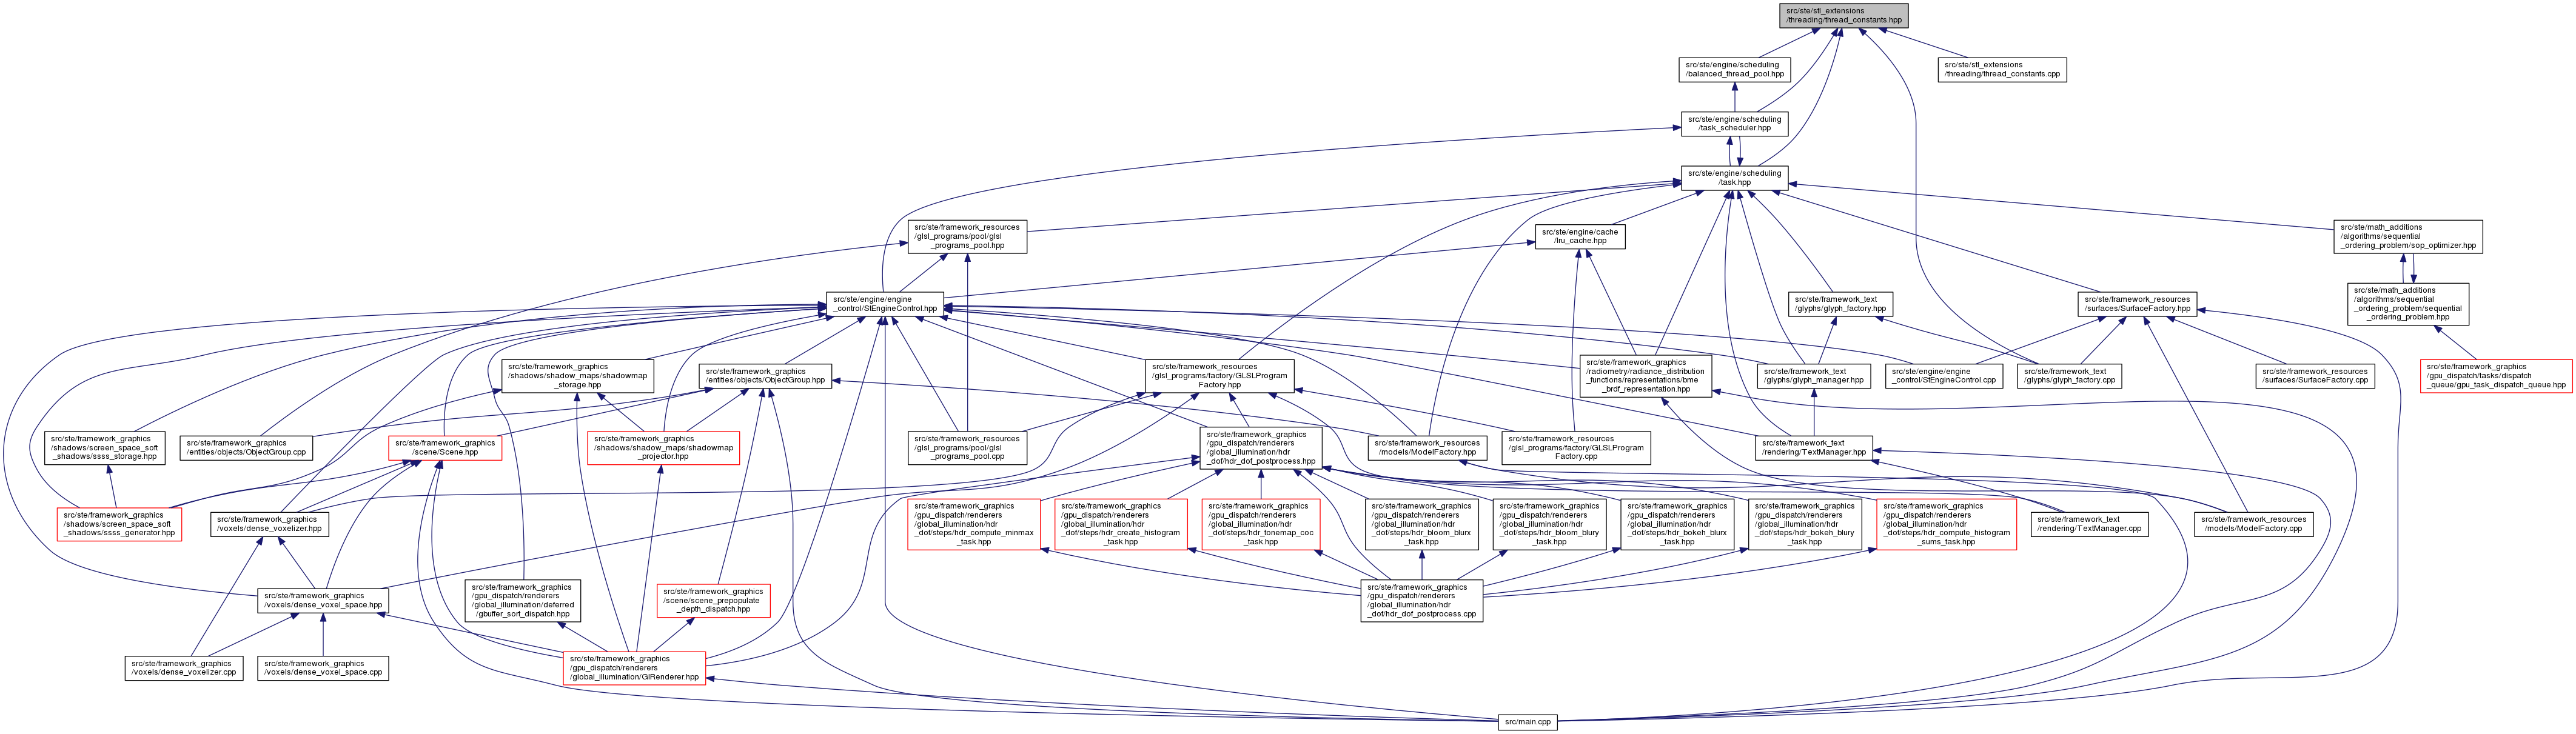 src/ste/stl_extensions
/threading/thread_constants.hpp
src/ste/engine/scheduling
/balanced_thread_pool.hpp
src/ste/stl_extensions
/threading/thread_constants.cpp
src/ste/engine/scheduling
/task_scheduler.hpp
src/ste/engine/scheduling
/task.hpp
src/ste/framework_resources
/glsl_programs/pool/glsl
_programs_pool.hpp
src/ste/engine/cache
/lru_cache.hpp
src/ste/math_additions
/algorithms/sequential
_ordering_problem/sop_optimizer.hpp
src/ste/engine/engine
_control/StEngineControl.hpp
src/ste/framework_text
/glyphs/glyph_factory.hpp
src/ste/framework_resources
/surfaces/SurfaceFactory.hpp
src/ste/math_additions
/algorithms/sequential
_ordering_problem/sequential
_ordering_problem.hpp
src/ste/framework_graphics
/shadows/shadow_maps/shadowmap
_storage.hpp
src/ste/framework_graphics
/entities/objects/ObjectGroup.hpp
src/ste/framework_resources
/glsl_programs/factory/GLSLProgram
Factory.hpp
src/ste/framework_graphics
/radiometry/radiance_distribution
_functions/representations/bme
_brdf_representation.hpp
src/ste/framework_text
/glyphs/glyph_manager.hpp
src/ste/engine/engine
_control/StEngineControl.cpp
src/ste/framework_text
/glyphs/glyph_factory.cpp
src/ste/framework_resources
/surfaces/SurfaceFactory.cpp
src/ste/framework_graphics
/gpu_dispatch/tasks/dispatch
_queue/gpu_task_dispatch_queue.hpp
src/ste/framework_graphics
/shadows/screen_space_soft
_shadows/ssss_storage.hpp
src/ste/framework_graphics
/entities/objects/ObjectGroup.cpp
src/ste/framework_graphics
/scene/Scene.hpp
src/ste/framework_graphics
/shadows/shadow_maps/shadowmap
_projector.hpp
src/ste/framework_resources
/glsl_programs/pool/glsl
_programs_pool.cpp
src/ste/framework_graphics
/gpu_dispatch/renderers
/global_illumination/hdr
_dof/hdr_dof_postprocess.hpp
src/ste/framework_resources
/models/ModelFactory.hpp
src/ste/framework_resources
/glsl_programs/factory/GLSLProgram
Factory.cpp
src/ste/framework_text
/rendering/TextManager.hpp
src/ste/framework_graphics
/shadows/screen_space_soft
_shadows/ssss_generator.hpp
src/ste/framework_graphics
/voxels/dense_voxelizer.hpp
src/ste/framework_graphics
/gpu_dispatch/renderers
/global_illumination/hdr
_dof/steps/hdr_compute_minmax
_task.hpp
src/ste/framework_graphics
/gpu_dispatch/renderers
/global_illumination/hdr
_dof/steps/hdr_create_histogram
_task.hpp
src/ste/framework_graphics
/gpu_dispatch/renderers
/global_illumination/hdr
_dof/steps/hdr_tonemap_coc
_task.hpp
src/ste/framework_graphics
/gpu_dispatch/renderers
/global_illumination/hdr
_dof/steps/hdr_bloom_blurx
_task.hpp
src/ste/framework_graphics
/gpu_dispatch/renderers
/global_illumination/hdr
_dof/steps/hdr_bloom_blury
_task.hpp
src/ste/framework_graphics
/gpu_dispatch/renderers
/global_illumination/hdr
_dof/steps/hdr_bokeh_blurx
_task.hpp
src/ste/framework_graphics
/gpu_dispatch/renderers
/global_illumination/hdr
_dof/steps/hdr_bokeh_blury
_task.hpp
src/ste/framework_graphics
/gpu_dispatch/renderers
/global_illumination/hdr
_dof/steps/hdr_compute_histogram
_sums_task.hpp
src/ste/framework_text
/rendering/TextManager.cpp
src/ste/framework_resources
/models/ModelFactory.cpp
src/ste/framework_graphics
/voxels/dense_voxel_space.hpp
src/ste/framework_graphics
/gpu_dispatch/renderers
/global_illumination/deferred
/gbuffer_sort_dispatch.hpp
src/ste/framework_graphics
/scene/scene_prepopulate
_depth_dispatch.hpp
src/ste/framework_graphics
/gpu_dispatch/renderers
/global_illumination/hdr
_dof/hdr_dof_postprocess.cpp
src/ste/framework_graphics
/voxels/dense_voxelizer.cpp
src/ste/framework_graphics
/voxels/dense_voxel_space.cpp
src/ste/framework_graphics
/gpu_dispatch/renderers
/global_illumination/GIRenderer.hpp
src/main.cpp